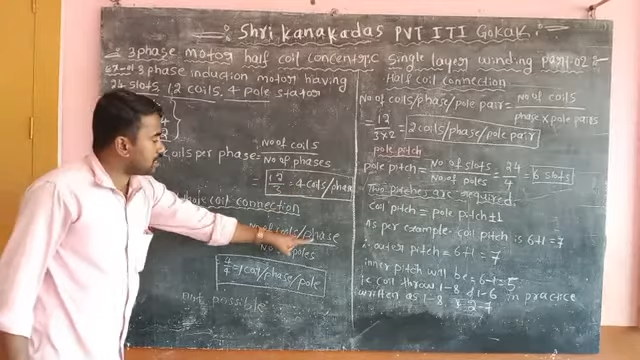 Shri Kanakadas PVT ITI Gokak.
3 phase motor half coil concentric single layer winding Part-02
3 phase induction motor having
24 slots, 12 coils, 4 pole stator
coils per phase = No of coils / No of phases
= 12/3 = 4 coils/phase
coil connection
No of coils/phase
No. poles
4/4 = 1 coil/phase/pole
not possible
Half coil connection
No of coils/phase/pole pair = No of coils / phase x pole pairs
= 12 / 3x2 = 2 coils/phase/pole pair
pole pitch
pole pitch = No of slots / No of poles = 24/4 = 6 slots
Two pitches are required
Coil pitch = pole pitch ±1
As per example coil pitch is 6+1=7
outer pitch = 6+1 = 7
inner pitch will be = 6-1 = 5
ie coil throw 1-8 & 1-6 in practice
written as 1-8, 2-7